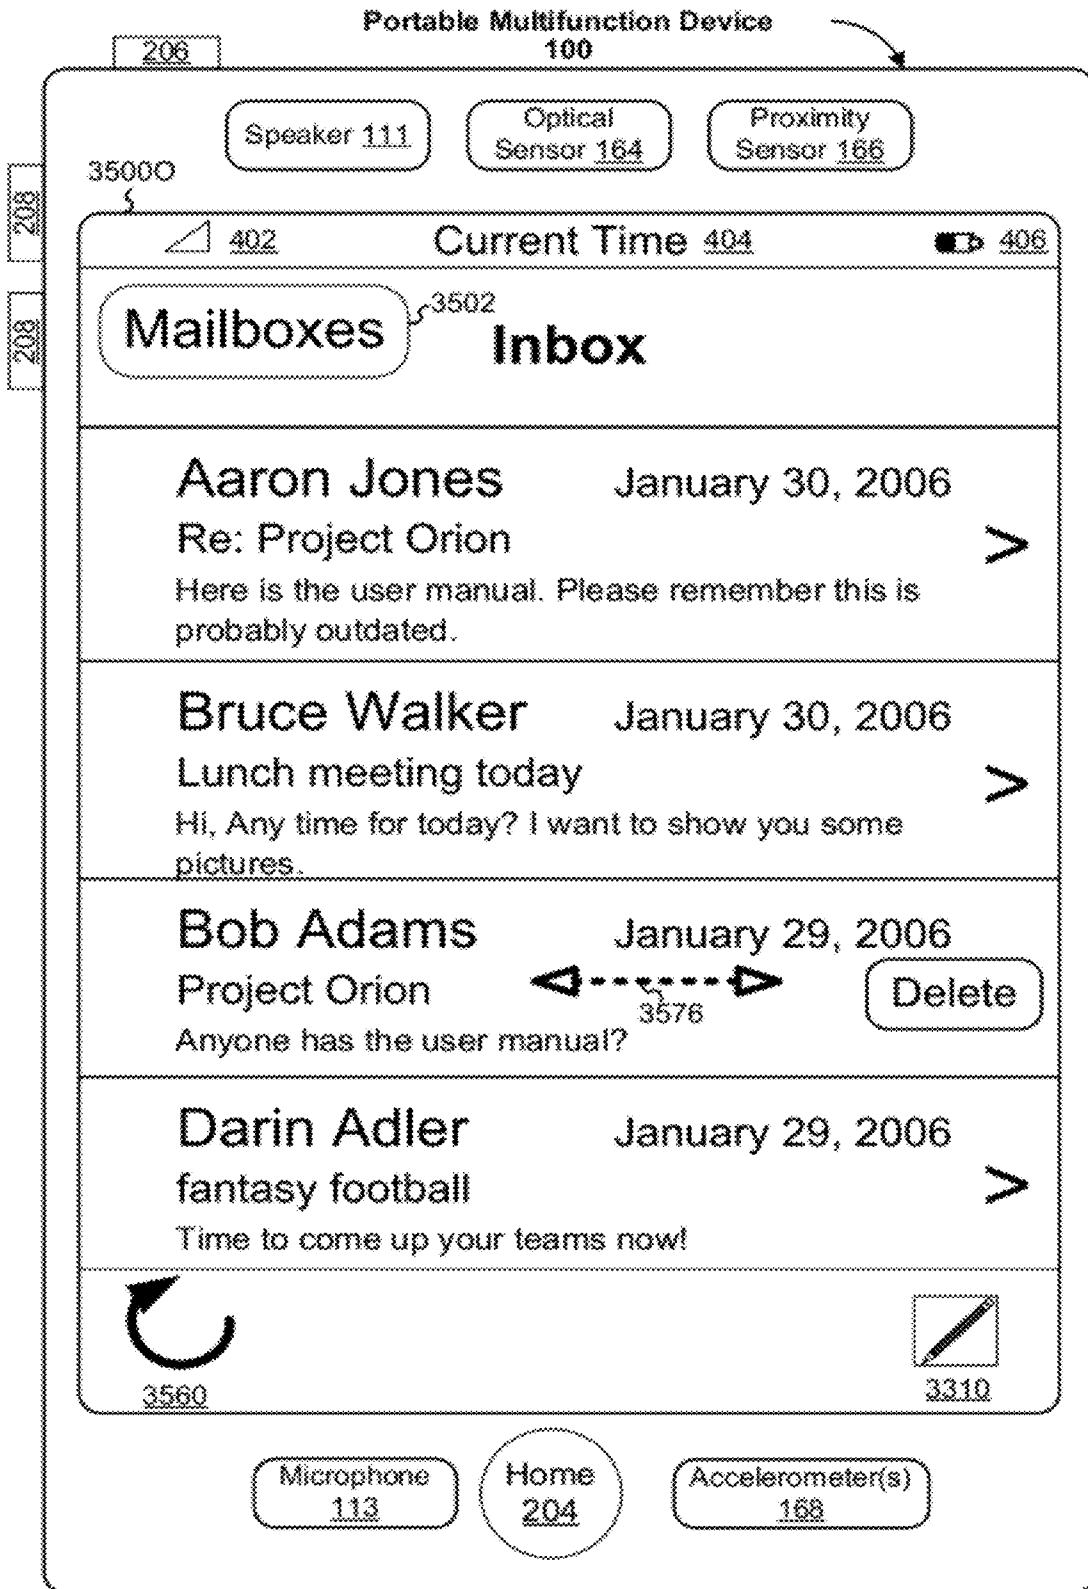 Portable Multifunction Device
100
206
Speaker 111
Optical
Sensor 164
Proximity
Sensor 166
3500O
208
208
402
Current Time 404
406
Mailboxes
3502
Inbox
Aaron Jones
January 30, 2006
Re: Project Orion
>
Here is the user manual. Please remember this is
probably outdated.
Bruce Walker
January 30, 2006
Lunch meeting today
>
Hi, Any time for today? I want to show you some
pictures.
Bob Adams
January 29, 2006
Project Orion
3576
Delete
Anyone has the user manual?
Darin Adler
January 29, 2006
fantasy football
>
Time to come up your teams now!
3560
3310
Microphone
113
Home
204
Accelerometer(s)
168